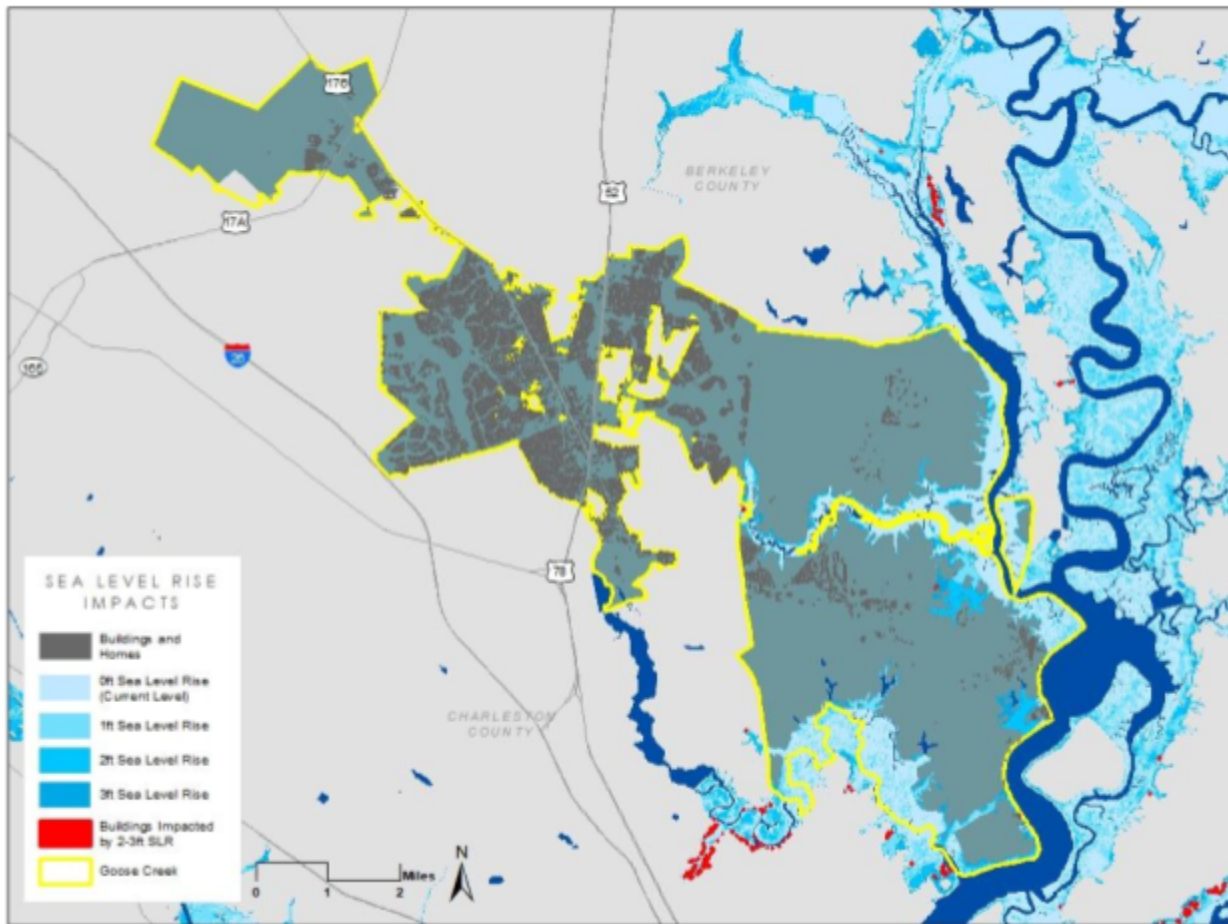 176
17A
52
BERKELEY
COUNTY
165
26
78
CHARLESTON
COUNTY
SEA LEVEL RISE
IMPACTS
Buildings and
Homes
0ft Sea Level Rise
(Current Level)
1ft Sea Level Rise
2ft Sea Level Rise
3ft Sea Level Rise
Buildings Impacted
by 2-3ft SLR
Goose Creek
N
Miles
0 1 2